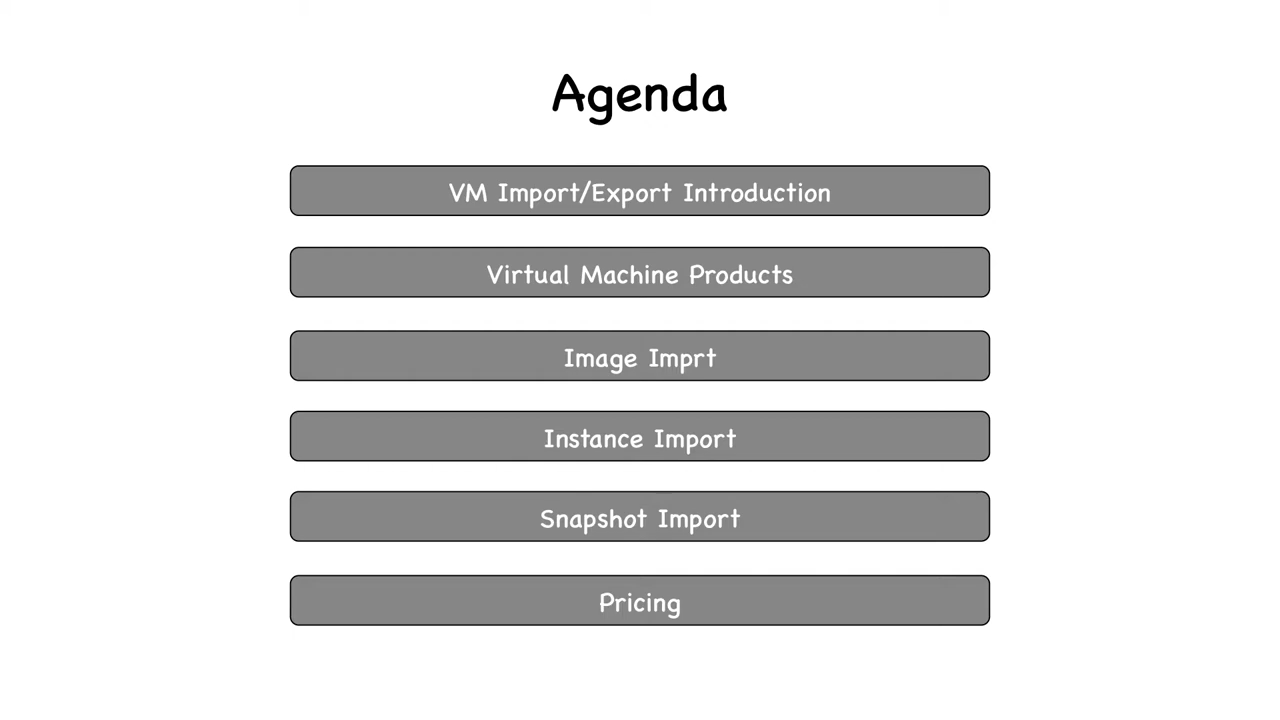 Agenda
VM Import/Export Introduction
Virtual Machine Products
Image Imprt
Instance Import
Snapshot Import
Pricing